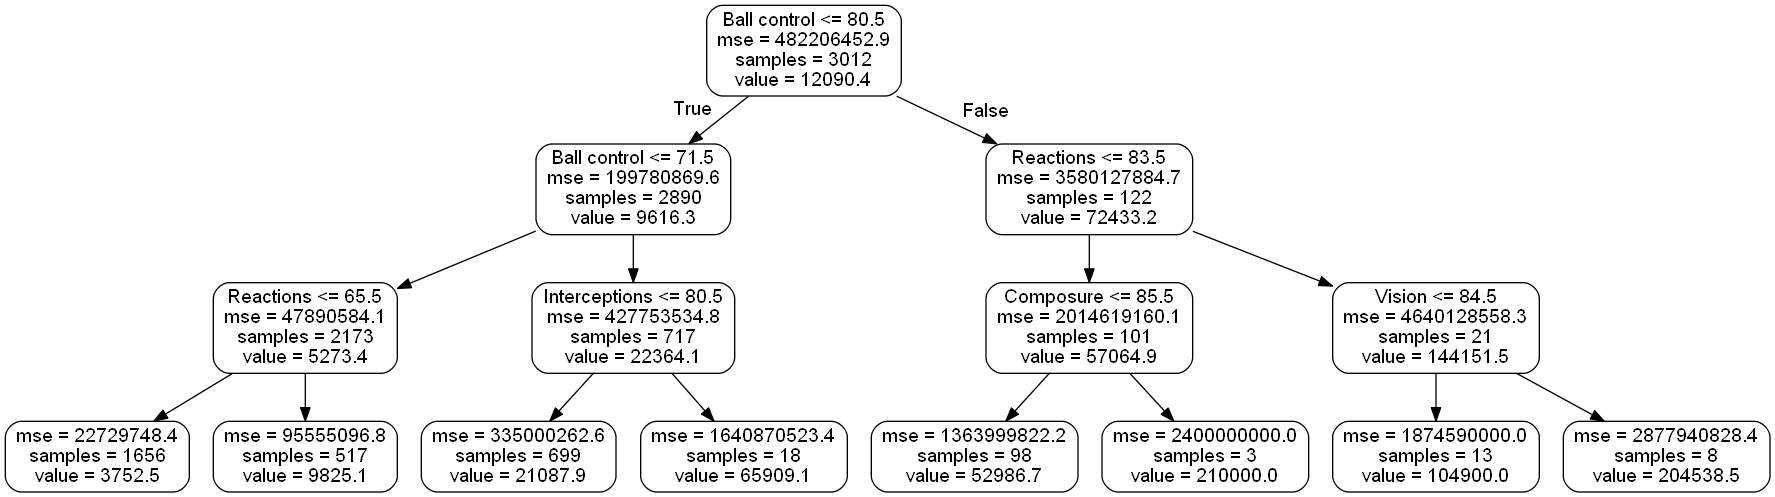 Ball control <= 80.5
mse = 482206452.9
samples = 3012
value = 12090.4
True
False
Ball control <= 71.5
mse = 199780869.6
samples = 2890
value = 9616.3
Reactions <= 83.5
mse = 3580127884.7
samples = 122
value = 72433.2
Reactions <= 65.5
mse = 47890584.1
samples = 2173
value = 5273.4
Interceptions <= 80.5
mse = 427753534.8
samples = 717
value = 22364.1
Composure <= 85.5
mse = 2014619160.1
samples = 101
value = 57064.9
Vision <= 84.5
mse = 4640128558.3
samples = 21
value = 144151.5
mse = 22729748.4
samples = 1656
value = 3752.5
mse = 95555096.8
samples = 517
value = 9825.1
mse = 335000262.6
samples = 699
value = 21087.9
mse = 1640870523.4
samples = 18
value = 65909.1
mse = 1363999822.2
samples = 98
value = 52986.7
mse = 2400000000.0
samples = 3
value = 210000.0
mse = 1874590000.0
samples = 13
value = 104900.0
mse = 2877940828.4
samples = 8
value = 204538.5